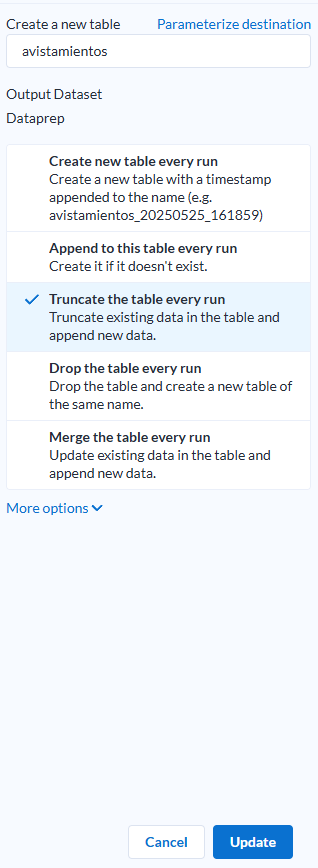 Create a new table Parameterize destination
avistamientos
Output Dataset
Dataprep
Create new table every run
Create a new table with a timestamp
appended to the name (e.g.
avistamientos_20250525_161859)
Append to this table every run
Create it if it doesn't exist.
Truncate the table every run
Truncate existing data in the table and
append new data.
Drop the table every run
Drop the table and create a new table of
the same name.
Merge the table every run
Update existing data in the table and
append new data.
More options
Cancel Update